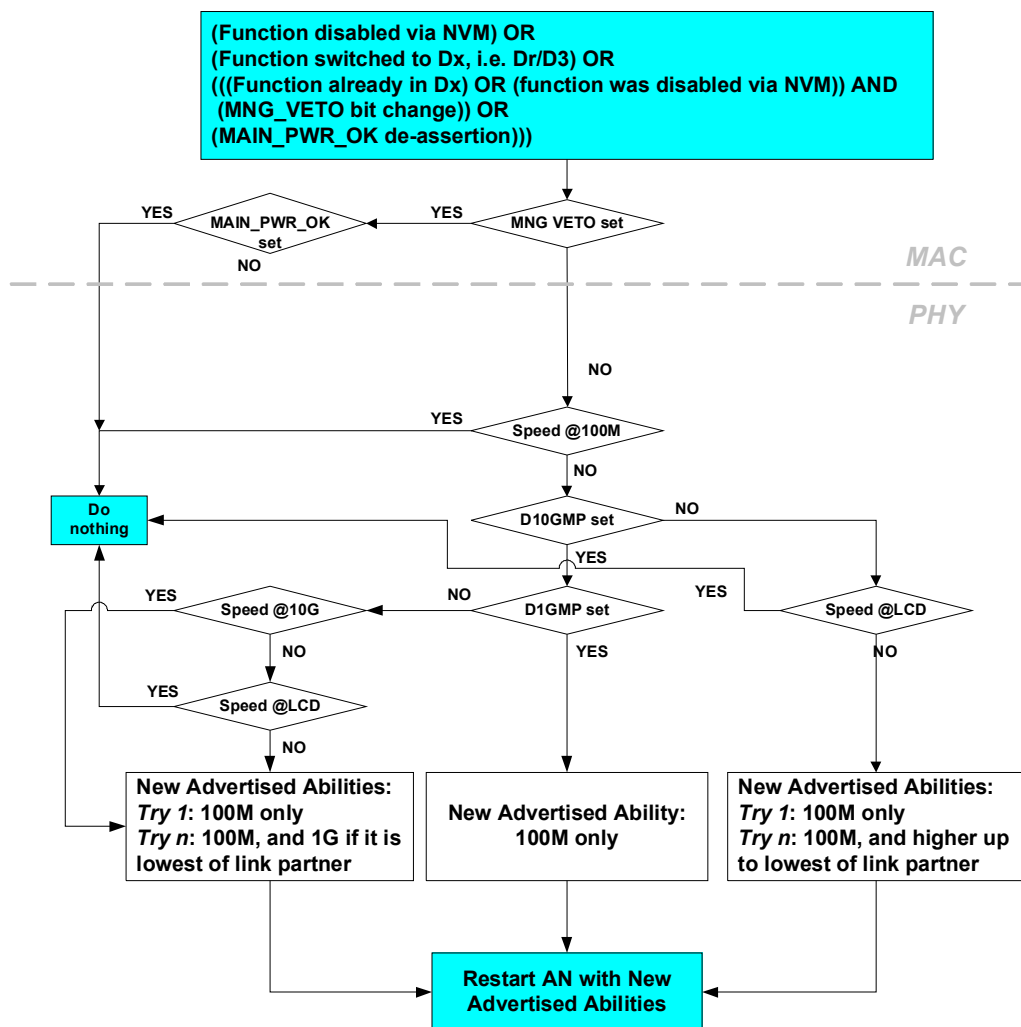 (Function disabled via NVM) OR
(Function switched to Dx, i.e. Dr/D3) OR
(((Function already in Dx) OR (function was disabled via NVM)) AND
(MNG_VETO bit change)) OR
(MAIN_PWR_OK de-assertion)))
YES
MAIN_PWR_OK
set
YES
MNG VETO set
NO
MAC
PHY
NO
YES
Speed @100M
NO
Do
nothing
D10GMP set
NO
YES
YES
Speed @10G
NO
D1GMP set
YES
Speed @LCD
NO
YES
NO
YES
Speed @LCD
NO
New Advertised Abilities:
Try 1: 100M only
Try n: 100M, and 1G if it is
lowest of link partner
New Advertised Ability:
100M only
New Advertised Abilities:
Try 1: 100M only
Try n: 100M, and higher up
to lowest of link partner
Restart AN with New
Advertised Abilities